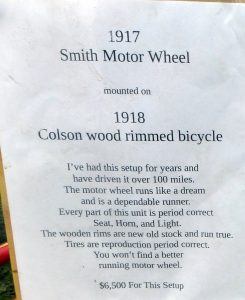 1917
Smith Motor Wheel
mounted on
1918
Colson wood rimmed bicycle
I've had this setup for years and
have driven it over 100 miles.
The motor wheel runs like a dream
and is a dependable runner.
Every part of this unit is period correct
Seat, Horn, and Light.
The wooden rims are new old stock and run true.
Tires are reproduction period correct.
You won't find a better
running motor wheel.
$6,500 For This Setup